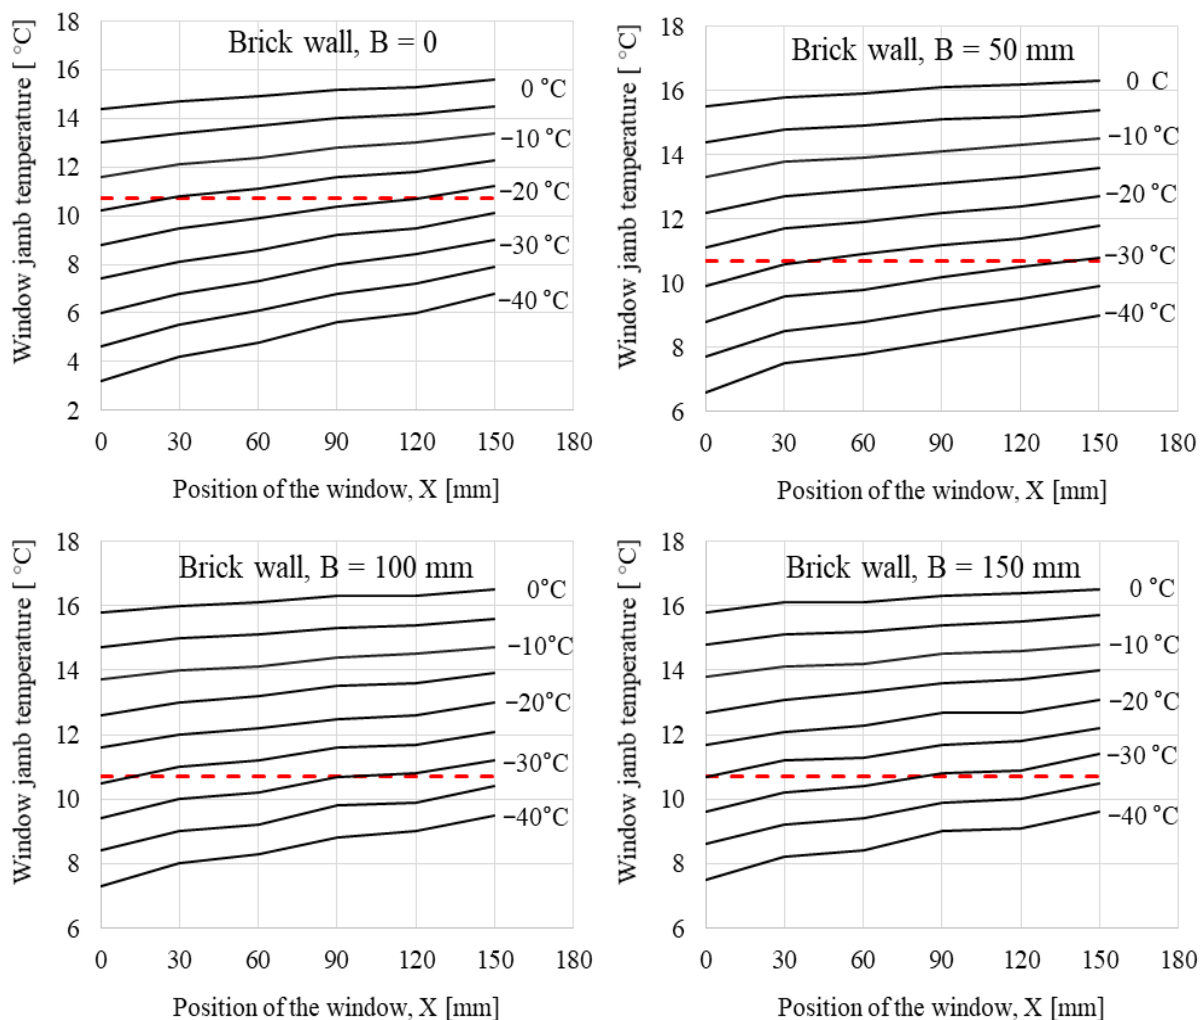 Brick wall, B = 0
Window jamb temperature [ °C]
18
16
14
12
10
8
6
4
2
0 °C
−10 °C
−20 °C
−30 °C
−40 °C
0 30 60 90 120 150 180
Position of the window, X [mm]
Brick wall, B = 50 mm
Window jamb temperature [ °C]
18
16
14
12
10
8
6
0 C
−10 °C
−20 °C
−30 °C
−40 °C
0 30 60 90 120 150 180
Position of the window, X [mm]
Brick wall, B = 100 mm
Window jamb temperature [ °C]
18
16
14
12
10
8
6
0°C
−10°C
−20°C
−30°C
−40°C
0 30 60 90 120 150 180
Position of the window, X [mm]
Brick wall, B = 150 mm
Window jamb temperature [ °C]
18
16
14
12
10
8
6
0 °C
−10 °C
−20 °C
−30 °C
−40 °C
0 30 60 90 120 150 180
Position of the window, X [mm]